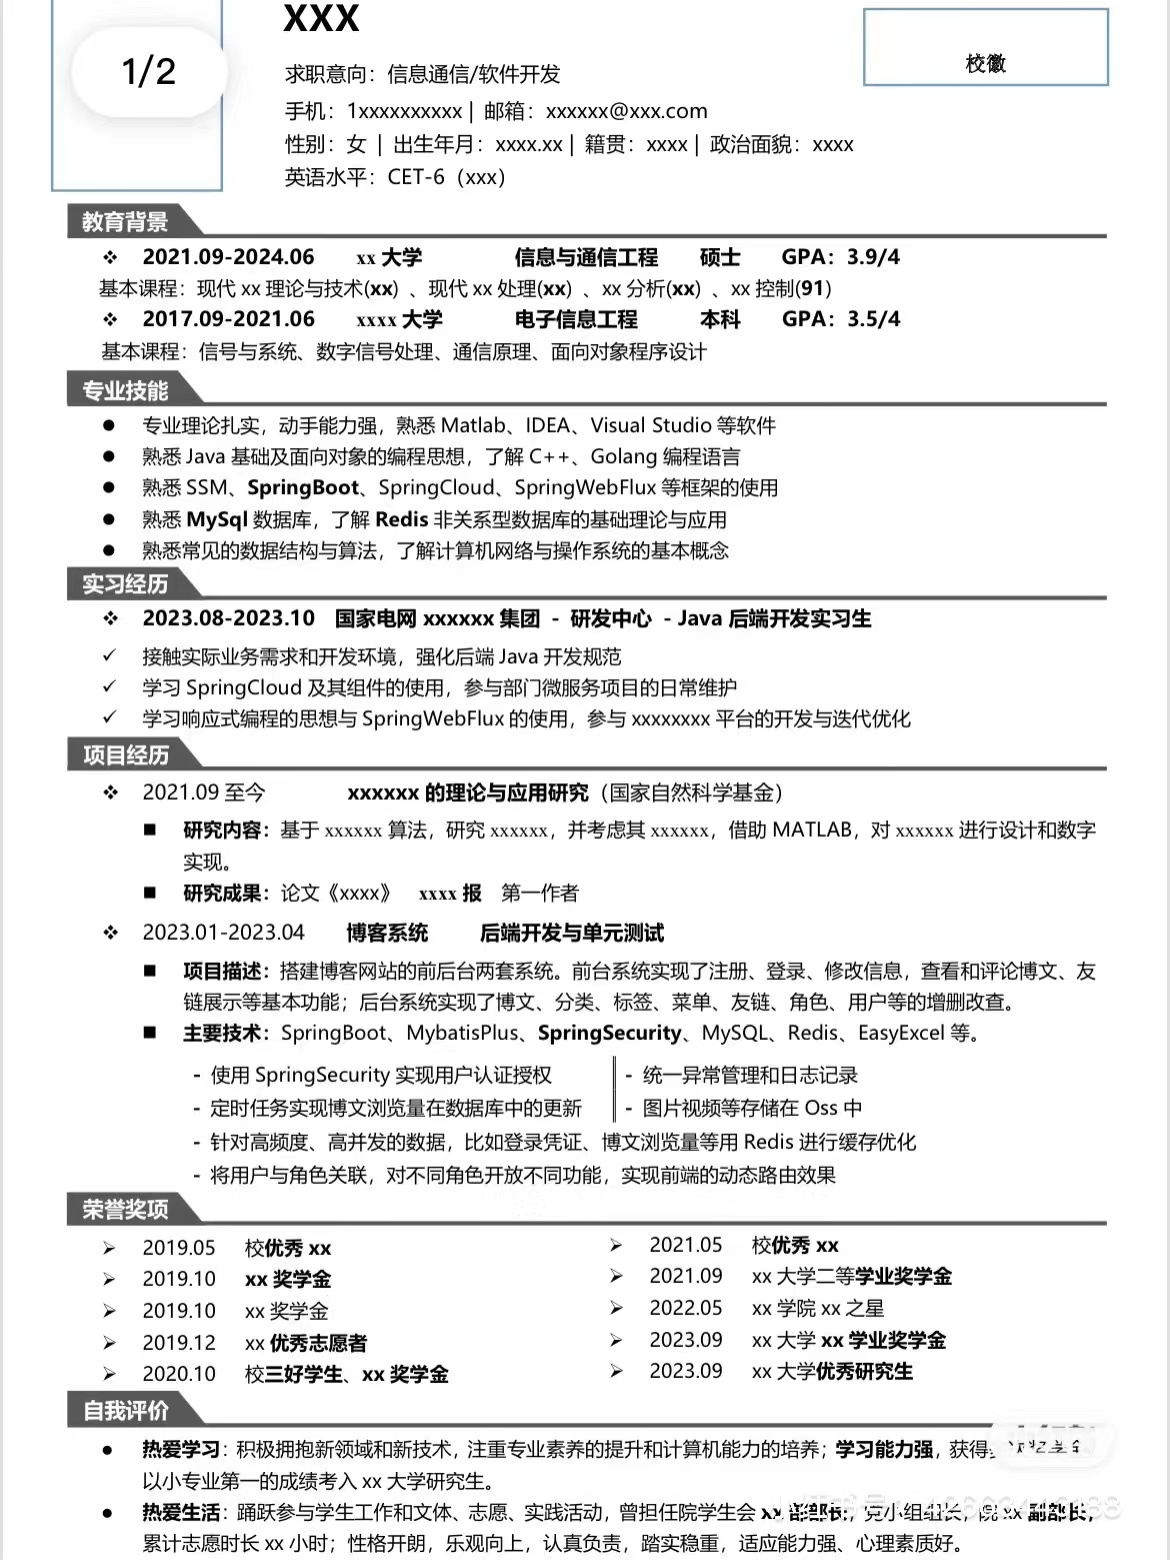 XXX
1/2
校徽
求职意向：信息通信/软件开发
手机：1xxxxxxxxxx | 邮箱：xxxxxx@xxx.com
性别：女 | 出生年月：xxxx.xx | 籍贯：xxxx | 政治面貌：xxxx
英语水平：CET-6（xxx）
教育背景
❖ 2021.09-2024.06 xx 大学 信息与通信工程 硕士 GPA：3.9/4
基本课程：现代 xx 理论与技术(xx) 、现代 xx 处理(xx) 、xx 分析(xx) 、xx 控制(91)
❖ 2017.09-2021.06 xxxx 大学 电子信息工程 本科 GPA：3.5/4
基本课程：信号与系统、数字信号处理、通信原理、面向对象程序设计
专业技能
● 专业理论扎实，动手能力强，熟悉 Matlab、IDEA、Visual Studio 等软件
● 熟悉 Java 基础及面向对象的编程思想，了解 C++、Golang 编程语言
● 熟悉 SSM、SpringBoot、SpringCloud、SpringWebFlux 等框架的使用
● 熟悉 MySql 数据库，了解 Redis 非关系型数据库的基础理论与应用
● 熟悉常见的数据结构与算法，了解计算机网络与操作系统的基本概念
实习经历
❖ 2023.08-2023.10 国家电网 xxxxxx 集团 - 研发中心 - Java 后端开发实习生
✓ 接触实际业务需求和开发环境，强化后端 Java 开发规范
✓ 学习 SpringCloud 及其组件的使用，参与部门微服务项目的日常维护
✓ 学习响应式编程的思想与 SpringWebFlux 的使用，参与 xxxxxxxx 平台的开发与迭代优化
项目经历
❖ 2021.09 至今 xxxxxx 的理论与应用研究（国家自然科学基金）
■ 研究内容：基于 xxxxxx 算法，研究 xxxxxx，并考虑其 xxxxxx，借助 MATLAB，对 xxxxxx 进行设计和数字
实现。
■ 研究成果：论文《xxxx》 xxxx 报 第一作者
❖ 2023.01-2023.04 博客系统 后端开发与单元测试
■ 项目描述：搭建博客网站的前后台两套系统。前台系统实现了注册、登录、修改信息，查看和评论博文、友
链展示等基本功能；后台系统实现了博文、分类、标签、菜单、友链、角色、用户等的增删改查。
■ 主要技术：SpringBoot、MybatisPlus、SpringSecurity、MySQL、Redis、EasyExcel 等。
- 使用 SpringSecurity 实现用户认证授权 - 统一异常管理和日志记录
- 定时任务实现博文浏览量在数据库中的更新 - 图片视频等存储在 Oss 中
- 针对高频度、高并发的数据，比如登录凭证、博文浏览量等用 Redis 进行缓存优化
- 将用户与角色关联，对不同角色开放不同功能，实现前端的动态路由效果
荣誉奖项
➢ 2019.05 校优秀 xx ➢ 2021.05 校优秀 xx
➢ 2019.10 xx 奖学金 ➢ 2021.09 xx 大学二等学业奖学金
➢ 2019.10 xx 奖学金 ➢ 2022.05 xx 学院 xx 之星
➢ 2019.12 xx 优秀志愿者 ➢ 2023.09 xx 大学 xx 学业奖学金
➢ 2020.10 校三好学生、xx 奖学金 ➢ 2023.09 xx 大学优秀研究生
自我评价
● 热爱学习：积极拥抱新领域和新技术，注重专业素养的提升和计算机能力的培养；学习能力强，获得
以小专业第一的成绩考入 xx 大学研究生。
● 热爱生活：踊跃参与学生工作和文体、志愿、实践活动，曾担任院学生会 xx 部部长，党小组组长，院 xx 副部长，
累计志愿时长 xx 小时；性格开朗，乐观向上，认真负责，踏实稳重，适应能力强、心理素质好。